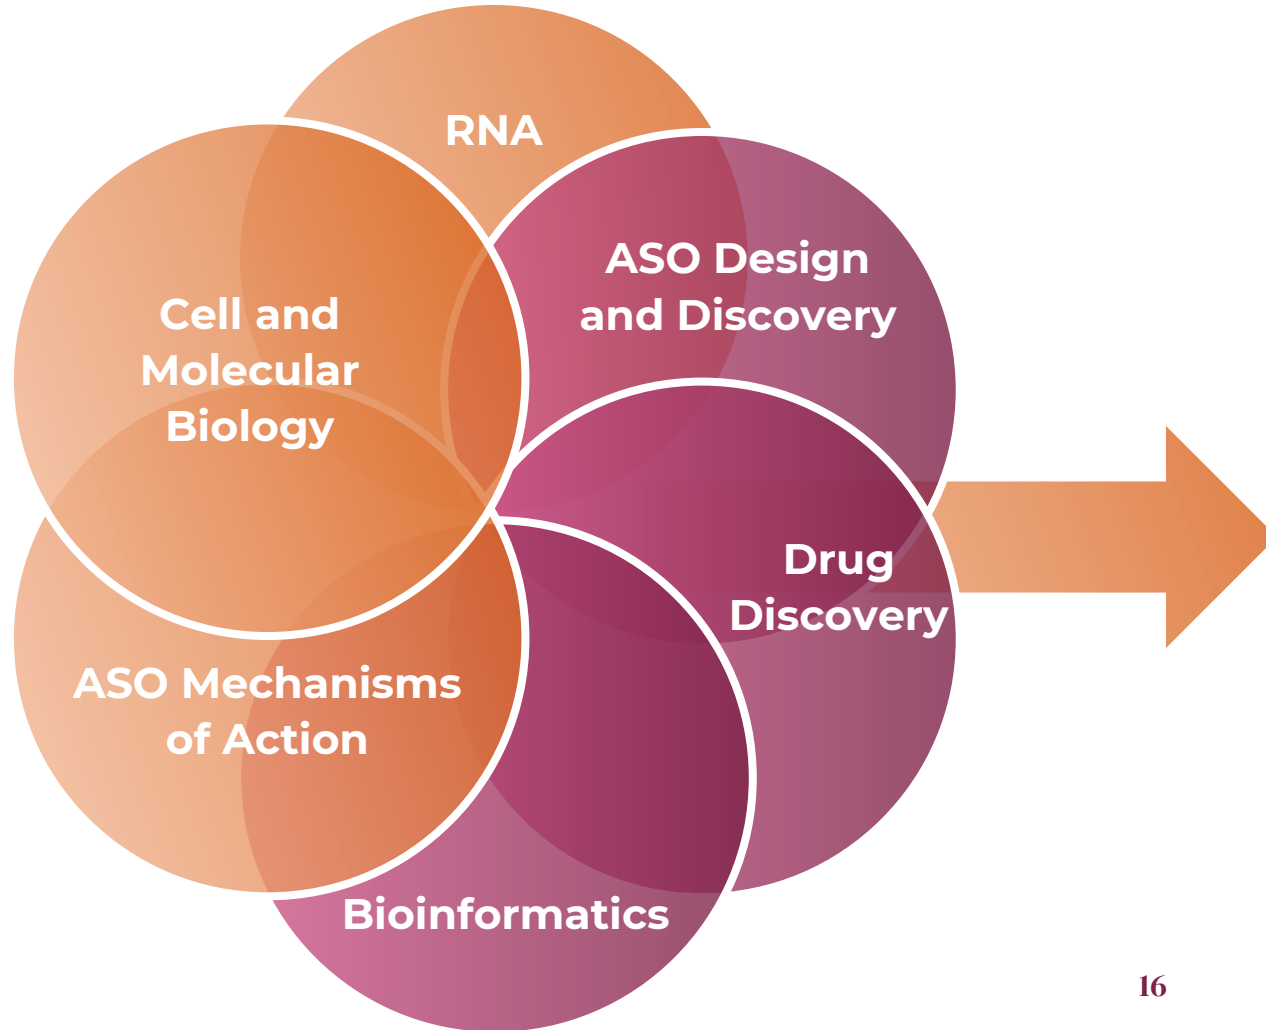 RNA
ASO Design
and Discovery
Cell and
Molecular
Biology
Drug
Discovery
ASO Mechanisms
of Action
Bioinformatics
16